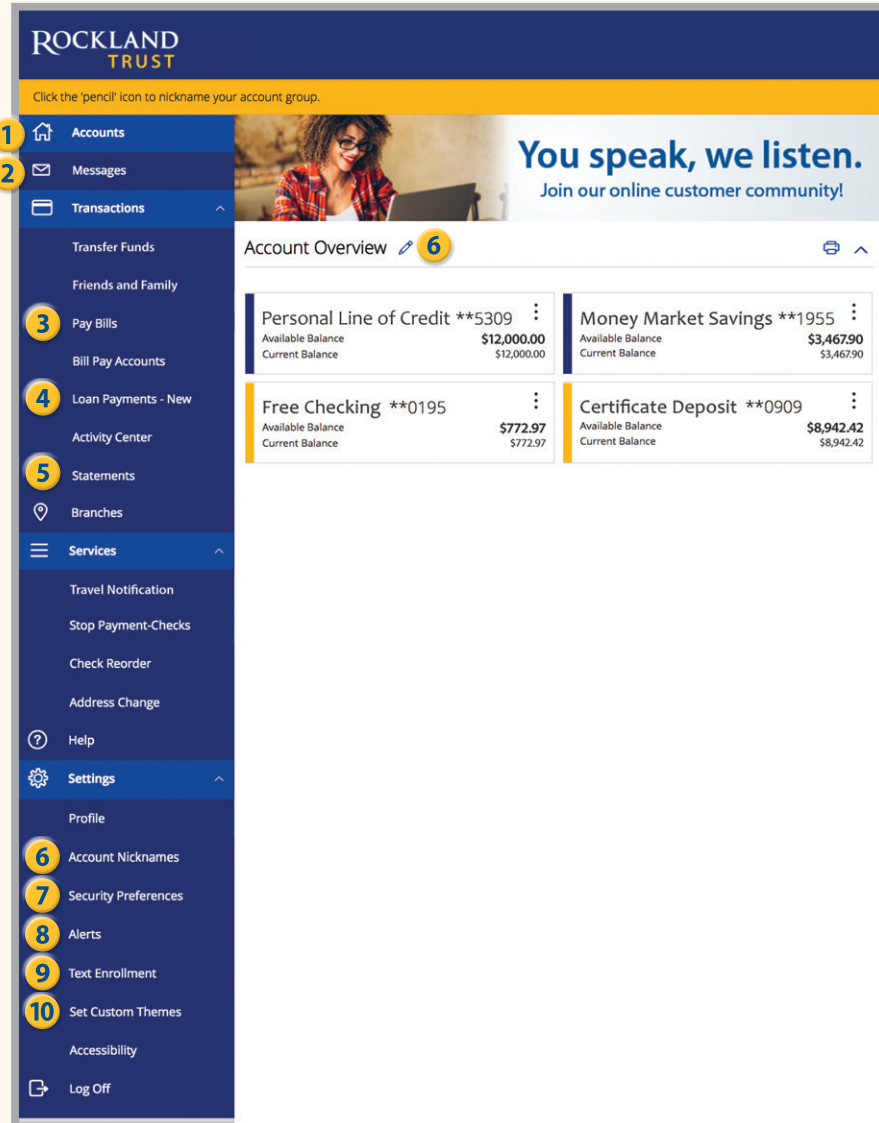 ROCKLAND
TRUST
Click the 'pencil' icon to nickname your account group.
1 Accounts
2 Messages
Transactions
Transfer Funds
Friends and Family
3 Pay Bills
Bill Pay Accounts
4 Loan Payments - New
Activity Center
5 Statements
Branches
Services
Travel Notification
Stop Payment-Checks
Check Reorder
Address Change
? Help
Settings
Profile
6 Account Nicknames
7 Security Preferences
8 Alerts
9 Text Enrollment
10 Set Custom Themes
Accessibility
Log Off
You speak, we listen.
Join our online customer community!
Account Overview 6
Personal Line of Credit **5309
Available Balance $12,000.00
Current Balance $12,000.00
Money Market Savings **1955
Available Balance $3,467.90
Current Balance $3,467.90
Free Checking **0195
Available Balance $772.97
Current Balance $772.97
Certificate Deposit **0909
Available Balance $8,942.42
Current Balance $8,942.42